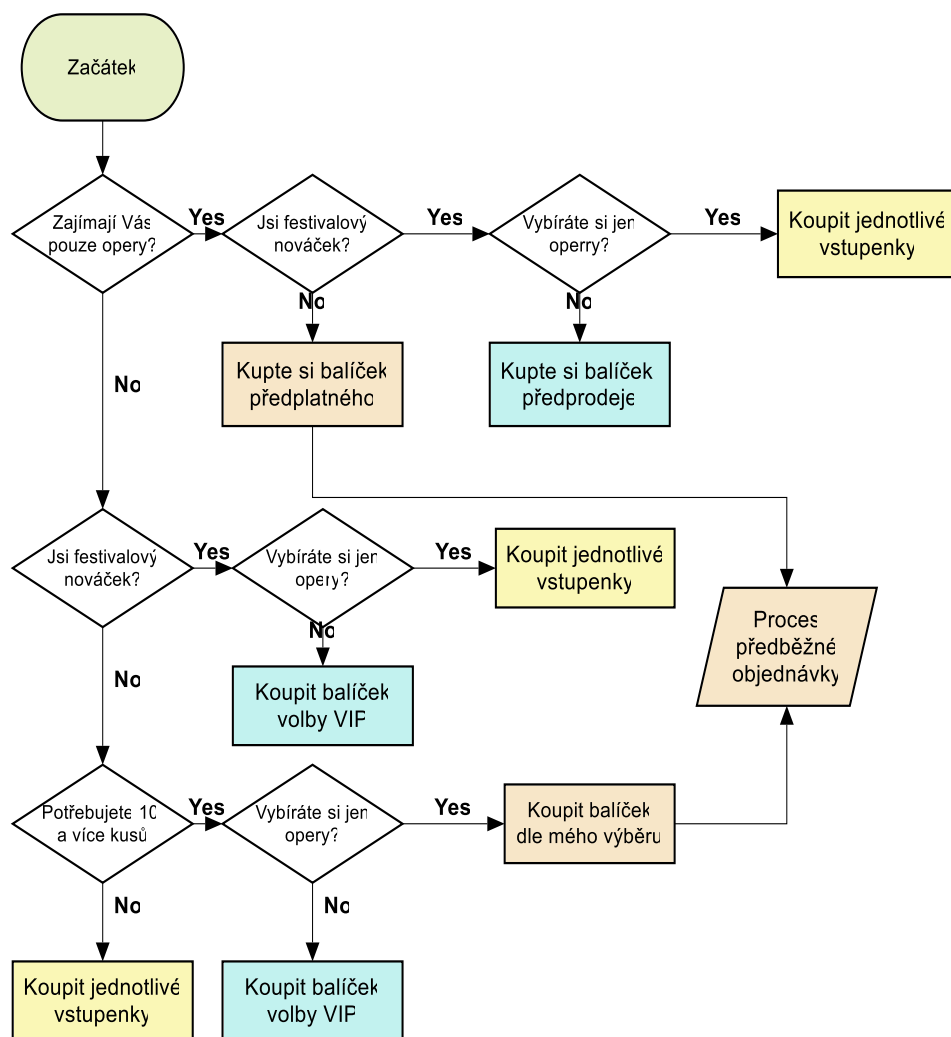 Začátek
Zajímají Vás
pouze opery?
Yes
Jsi festivalový
nováček?
Yes
Vybíráte si jen
operry?
Yes
Koupit jednotlivé
vstupenky
No
No
No
Kupte si balíček
předplatného
Kupte si balíček
předprodeje
Jsi festivalový
nováček?
Yes
Vybíráte si jen
opery?
Yes
Koupit jednotlivé
vstupenky
Proces
předběžné
objednávky
No
No
Koupit balíček
volby VIP
Potřebujete 10
a více kusů
Yes
Vybíráte si jen
opery?
Yes
Koupit balíček
dle mého výběru
No
No
Koupit jednotlivé
vstupenky
Koupit balíček
volby VIP